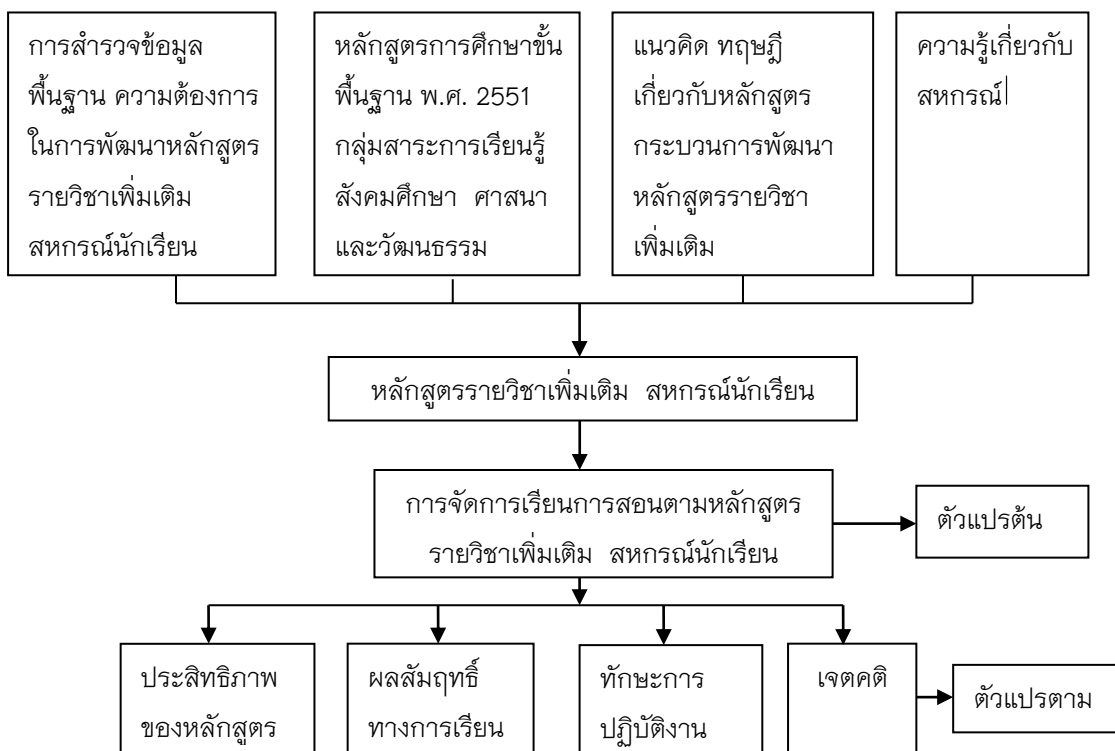 การสำรวจข้อมูล
พื้นฐาน ความต้องการ
ในการพัฒนาหลักสูตร
รายวิชาเพิ่มเติม
สหกรณ์นักเรียน
หลักสูตรการศึกษาขั้น
พื้นฐาน พ.ศ. 2551
กลุ่มสาระการเรียนรู้
สังคมศึกษา ศาสนา
และวัฒนธรรม
แนวคิด ทฤษฎี
เกี่ยวกับหลักสูตร
กระบวนการพัฒนา
หลักสูตรรายวิชา
เพิ่มเติม
ความรู้เกี่ยวกับ
สหกรณ์
หลักสูตรรายวิชาเพิ่มเติม สหกรณ์นักเรียน
การจัดการเรียนการสอนตามหลักสูตร
รายวิชาเพิ่มเติม สหกรณ์นักเรียน
ตัวแปรต้น
ประสิทธิภาพ
ของหลักสูตร
ผลสัมฤทธิ์
ทางการเรียน
ทักษะการ
ปฏิบัติงาน
เจตคติ
ตัวแปรตาม